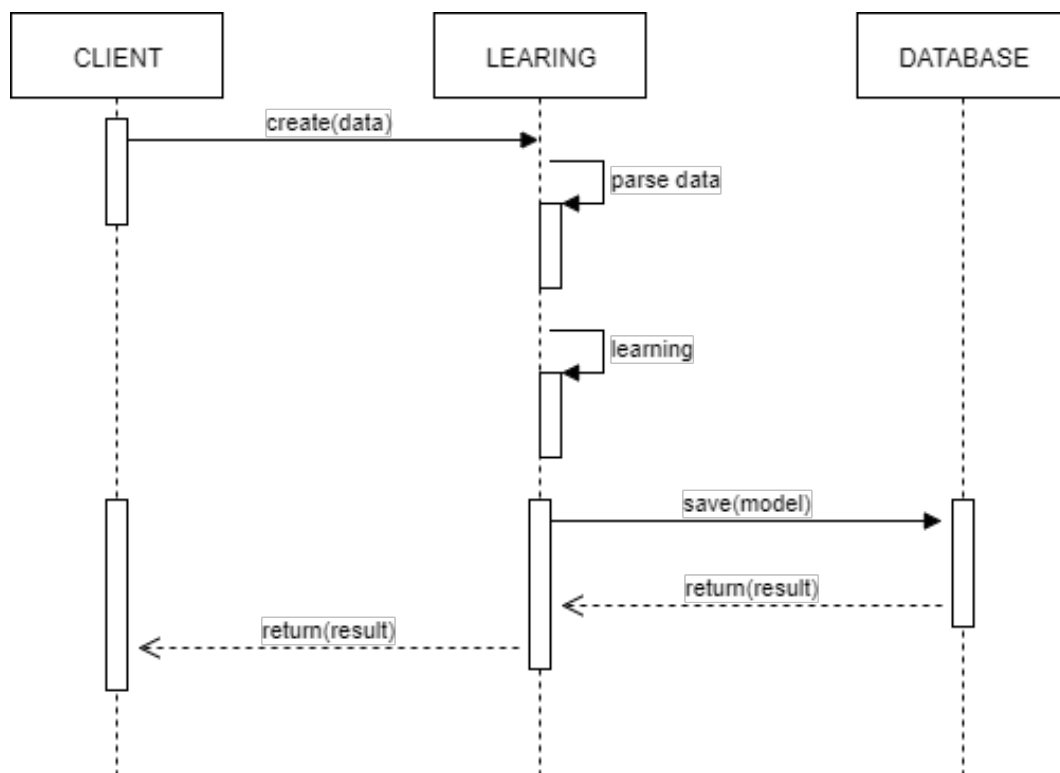 CLIENT
LEARING
DATABASE
create(data)
parse data
learning
save(model)
return(result)
return(result)